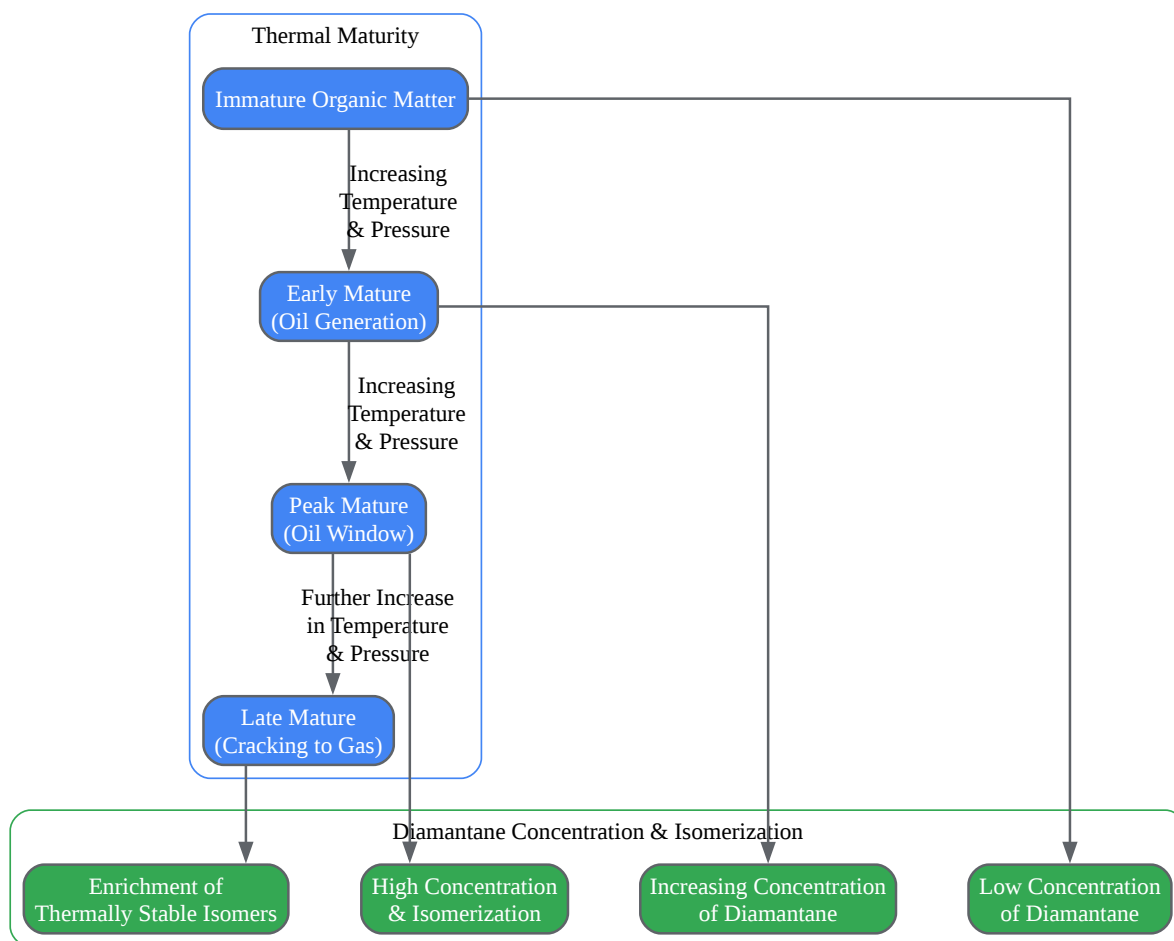 Thermal Maturity
Immature Organic Matter
Increasing
Temperature
& Pressure
Early Mature
(Oil Generation)
Increasing
Temperature
& Pressure
Peak Mature
(Oil Window)
Further Increase
in Temperature
& Pressure
Late Mature
(Cracking to Gas)
Diamantane Concentration & Isomerization
Enrichment of
Thermally Stable Isomers
High Concentration
& Isomerization
Increasing Concentration
of Diamantane
Low Concentration
of Diamantane